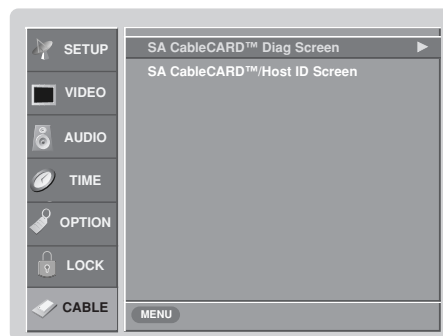 SETUP
VIDEO
AUDIO
TIME
OPTION
LOCK
CABLE
SA CableCARD™ Diag Screen
SA CableCARD™/Host ID Screen
MENU